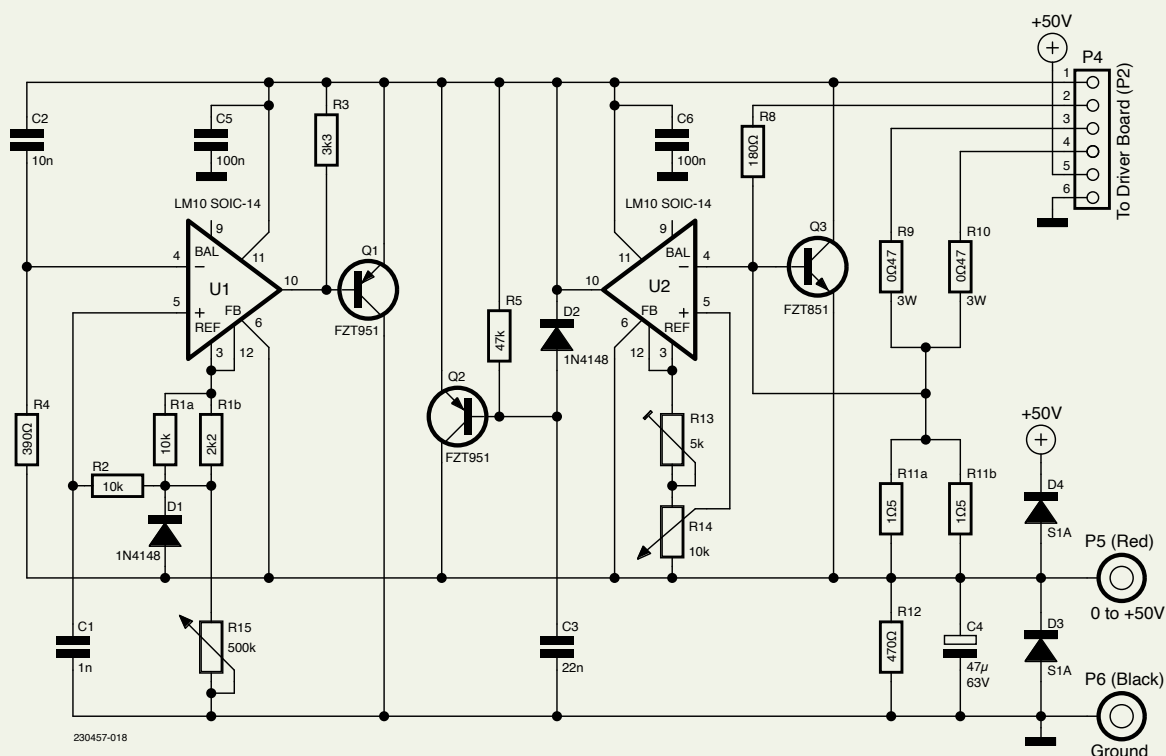 +50V
P4
1
2
3
4
5
6
To Driver Board (P2)
C2
10n
C5
100n
R3
3k3
C6
100n
R8
180Ω
LM10 SOIC-14
LM10 SOIC-14
9
BAL
4
11
–
U1
10
5
+
REF
FB
6
3
12
Q1
FZT951
9
BAL
11
4
–
10
U2
5
+
6
FB
REF
12
3
Q3
FZT851
R9
0Ω47
3W
R10
0Ω47
3W
R5
47k
D2
1N4148
Q2
FZT951
R4
390Ω
R1a
10k
R1b
2k2
R2
10k
D1
1N4148
R13
5k
R14
10k
+50V
R11a
1Ω5
R11b
1Ω5
D4
S1A
P5 (Red)
0 to +50V
C1
1n
R15
500k
C3
22n
R12
470Ω
C4
47µ
63V
D3
S1A
P6 (Black)
Ground
230457-018